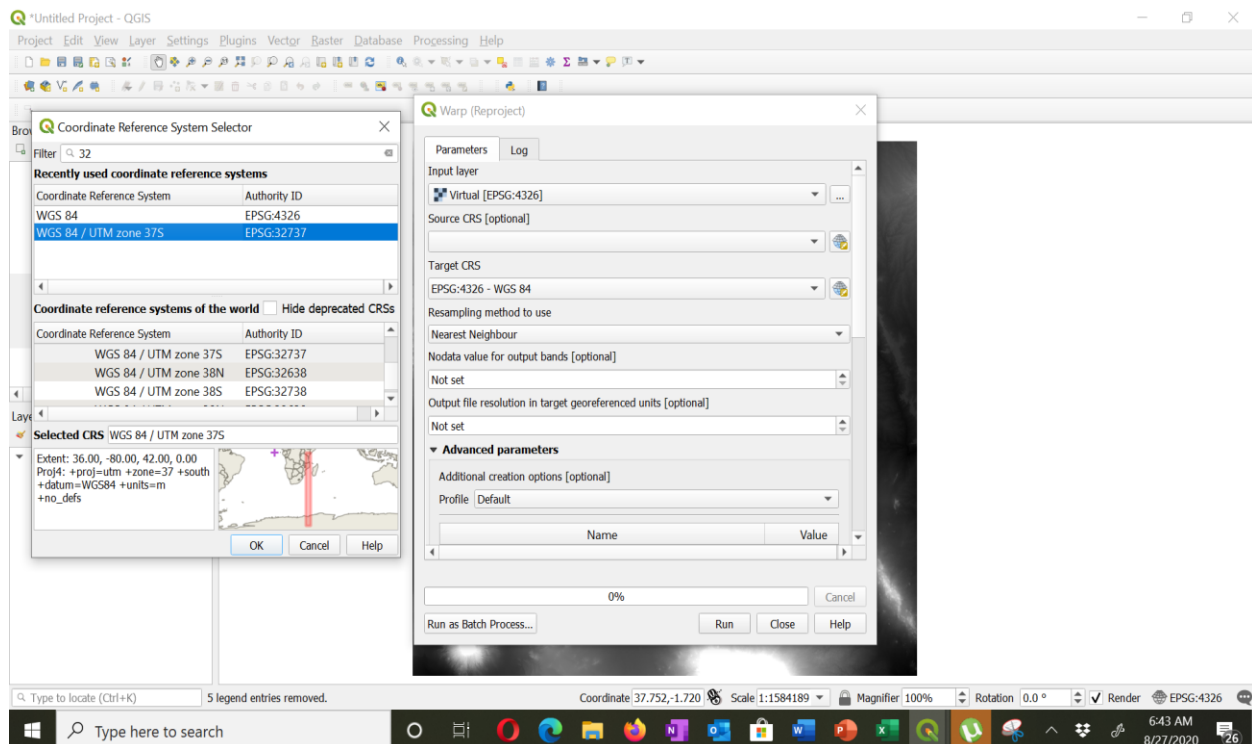 *Untitled Project - QGIS
Project Edit View Layer Settings Plugins Vector Raster Database Processing Help
Coordinate Reference System Selector
Filter 32
Recently used coordinate reference systems
Coordinate Reference System Authority ID
WGS 84 EPSG:4326
WGS 84 / UTM zone 37S EPSG:32737
Coordinate reference systems of the world Hide deprecated CRSs
Coordinate Reference System Authority ID
WGS 84 / UTM zone 37S EPSG:32737
WGS 84 / UTM zone 38N EPSG:32638
WGS 84 / UTM zone 38S EPSG:32738
Selected CRS WGS 84 / UTM zone 37S
Extent: 36.00, -80.00, 42.00, 0.00
Proj4: +proj=utm +zone=37 +south
+datum=WGS84 +units=m
+no_defs
OK Cancel Help
Bro
Laye
Warp (Reproject)
Parameters Log
Input layer
Virtual [EPSG:4326] ...
Source CRS [optional]
Target CRS
EPSG:4326 - WGS 84
Resampling method to use
Nearest Neighbour
Nodata value for output bands [optional]
Not set
Output file resolution in target georeferenced units [optional]
Not set
Advanced parameters
Additional creation options [optional]
Profile Default
Name Value
0% Cancel
Run as Batch Process... Run Close Help
Type to locate (Ctrl+K) 5 legend entries removed. Coordinate 37.752,-1.720 Scale 1:1584189 Magnifier 100% Rotation 0.0 ° Render EPSG:4326
Type here to search
6:43 AM
8/27/2020
26